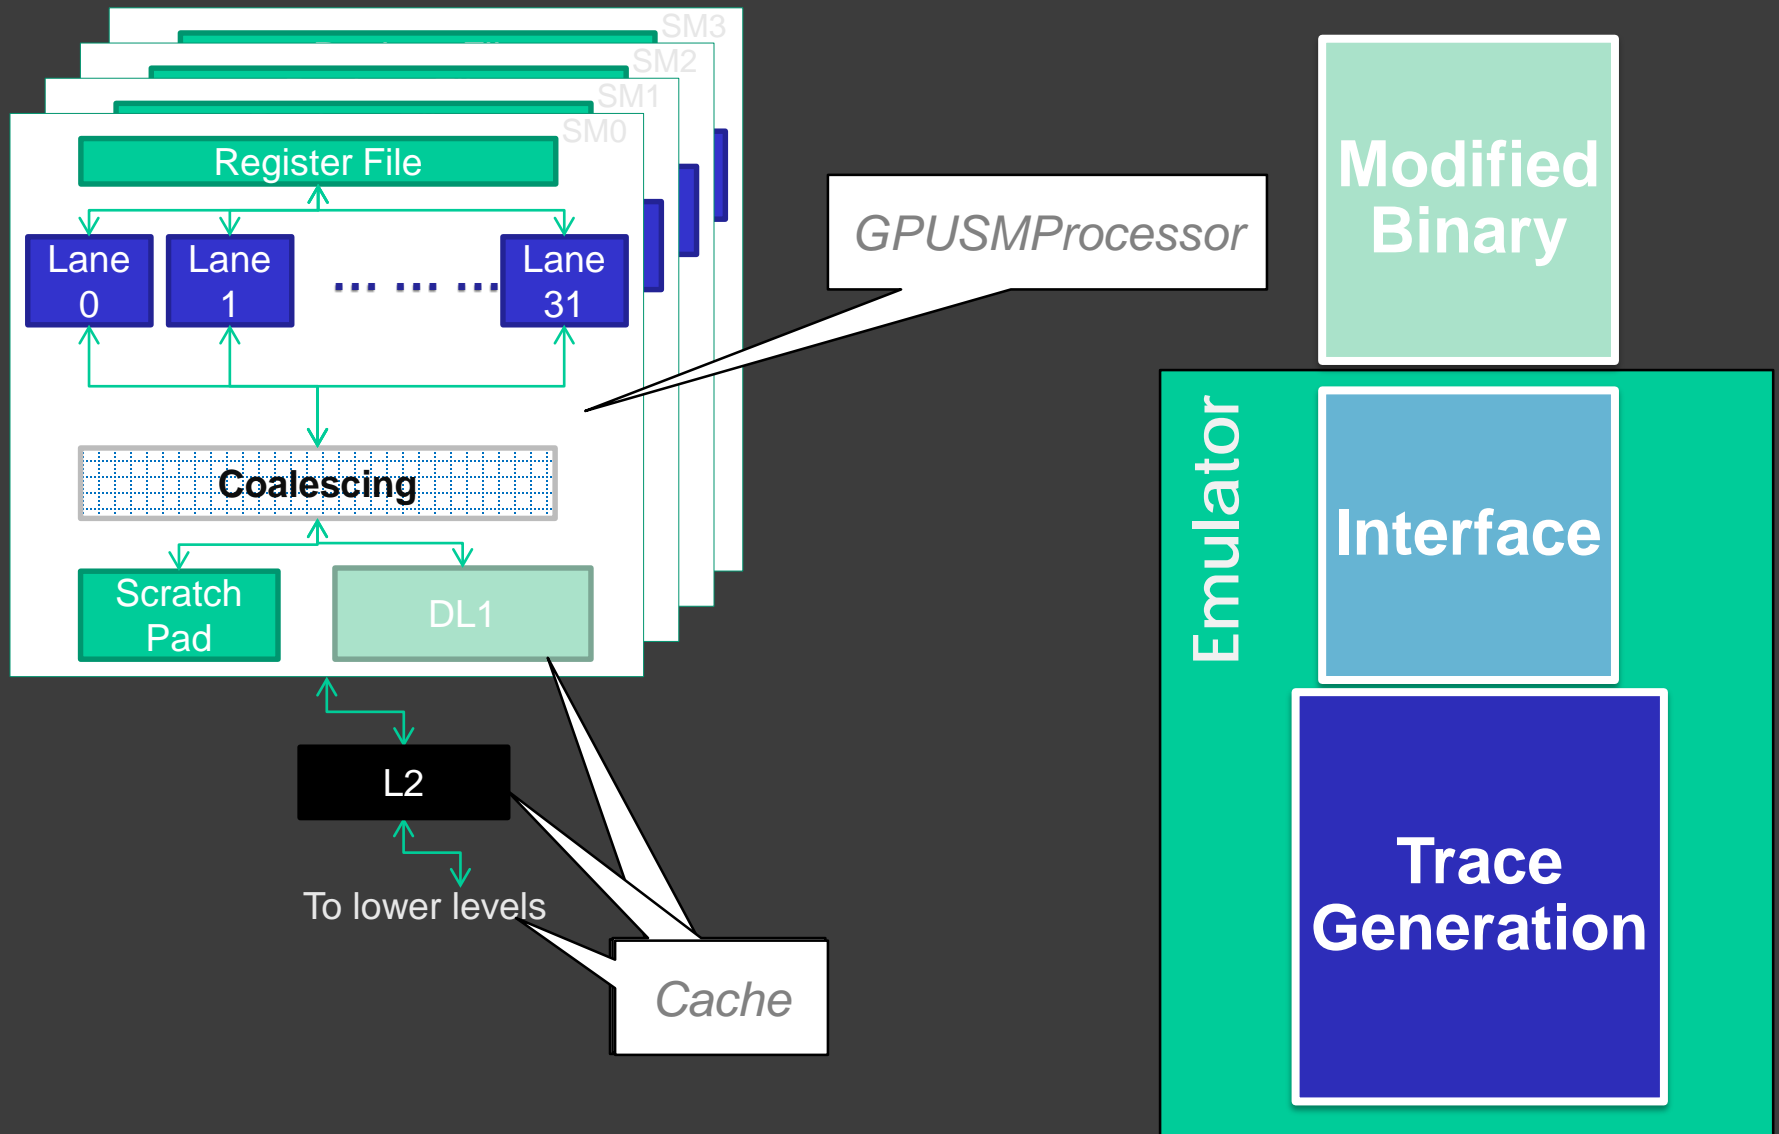 SM3
SM2
SM1
SM0
Register File
Lane
0
Lane
1
... ... ...
Lane
31
Coalescing
Scratch
Pad
DL1
L2
To lower levels
GPUSMProcessor
Cache
Modified
Binary
Emulator
Interface
Trace
Generation